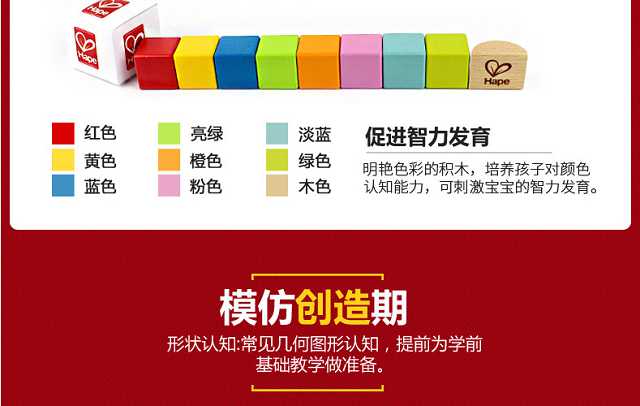 Hape
Hape
Hape
红色
亮绿
淡蓝
黄色
橙色
绿色
蓝色
粉色
木色
促进智力发育
明艳色彩的积木，培养孩子对颜色
认知能力，可刺激宝宝的智力发育。
模仿创造期
形状认知:常见几何图形认知，提前为学前
基础教学做准备。